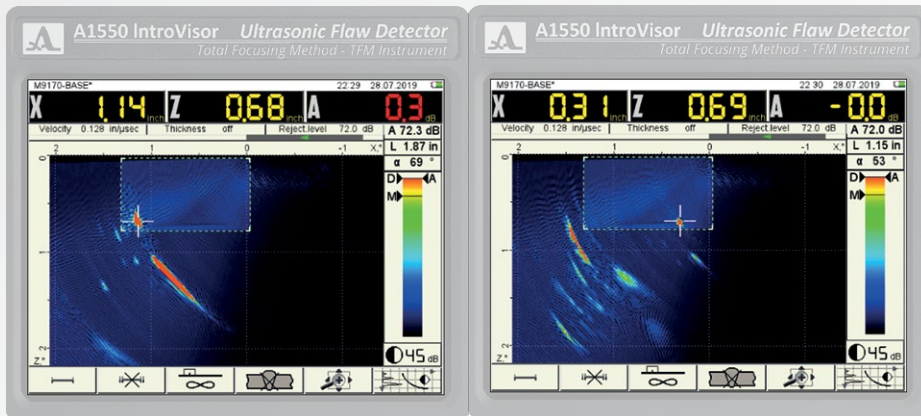 A1550 IntroVisor Ultrasonic Flaw Detector
Total Focusing Method - TFM Instrument
M9170-BASE* 22:29 28.07.2019
X 1.14 inch Z 0.68 inch A 0.3 dB
Velocity 0.128 in/µsec Thickness off Reject.level 72.0 dB A 72.3 dB
L 1.87 in
α 69 °
2 1 0 -1 X,"
0
D A
M
1
2
Z,"
45 dB
A1550 IntroVisor Ultrasonic Flaw Detector
Total Focusing Method - TFM Instrument
M9170-BASE* 22 30 28.07.2019
X 0.31 inch Z 0.69 inch A -0.0 dB
Velocity 0.128 in/µsec Thickness off Reject.level 72.0 dB A 72.0 dB
L 1.15 in
α 53 °
2 1 0 -1 X,"
0
D A
M
1
2
Z,"
45 dB